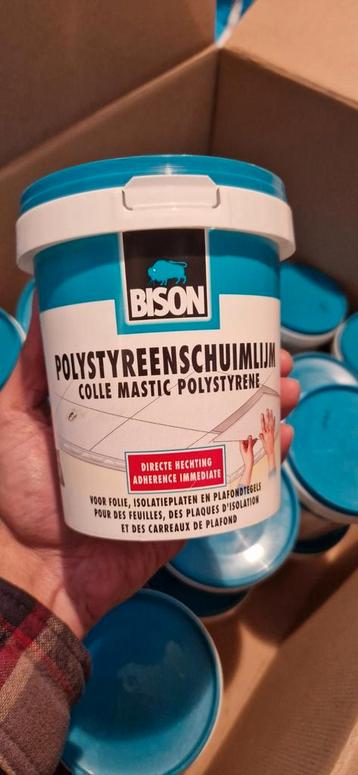 BISON
POLYSTYREENSCHUIMLIJM
COLLE MASTIC POLYSTYRENE
DIRECTE HECHTING
ADHERENCE IMMEDIATE
VOOR FOLIE, ISOLATIEPLATEN EN PLAFONDTEGELS
POUR DES FEUILLES, DES PLAQUES D'ISOLATION
ET DES CARREAUX DE PLAFOND